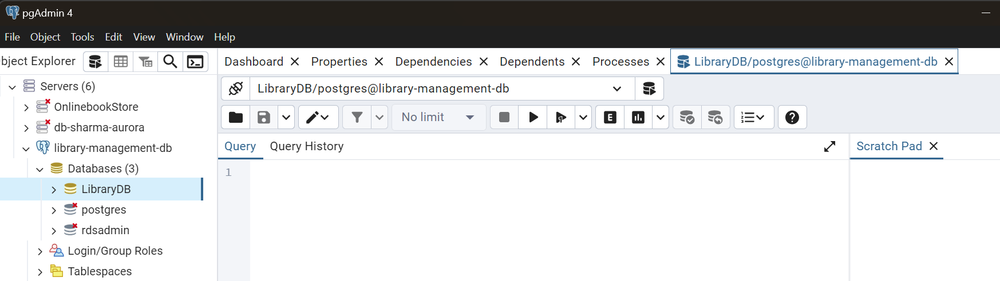 pgAdmin 4
File Object Tools Edit View Window Help
bject Explorer
Dashboard Properties Dependencies Dependents Processes LibraryDB/postgres@library-management-db
Servers (6)
LibraryDB/postgres@library-management-db
OnlinebookStore
No limit
E
db-sharma-aurora
library-management-db
Query Query History
Scratch Pad
Databases (3)
1
LibraryDB
postgres
rdsadmin
Login/Group Roles
Tablespaces